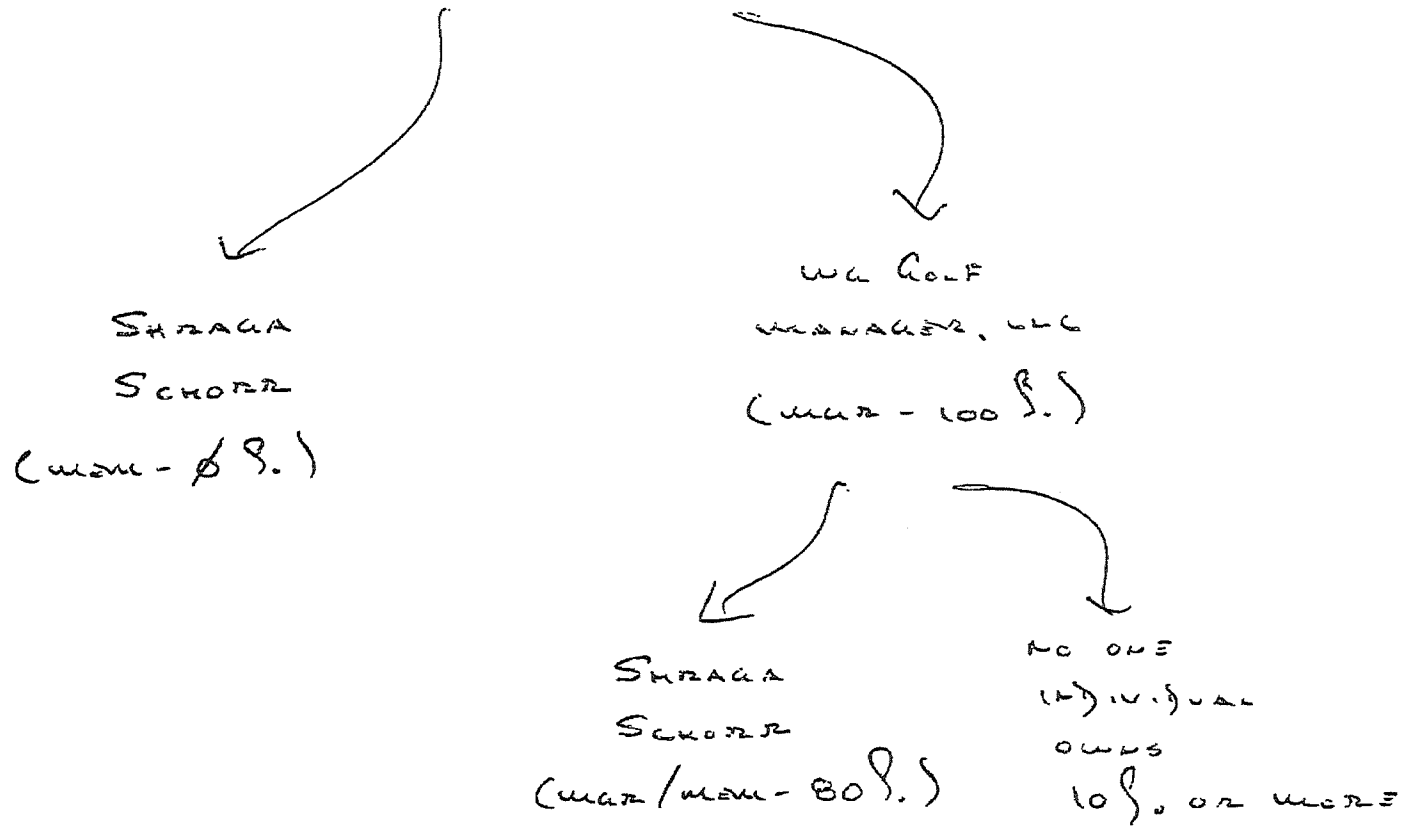 SHRAGA
SCHORR
(MEM - 0%)
WG GOLF
MANAGER, LLC
(MGR - 100%)
SHRAGA
SCHORR
(MGR/MEM - 80%)
NO ONE
INDIVIDUAL
OWNS
10% OR MORE